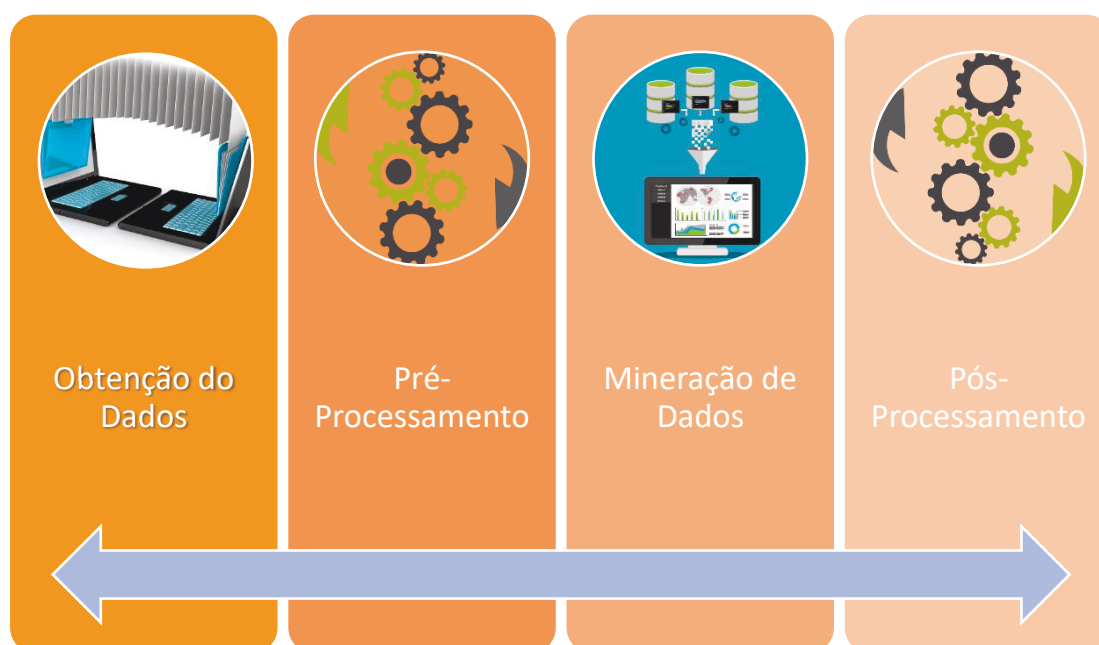 Obtenção do
Dados
Pré-
Processamento
Mineração de
Dados
Pós-
Processamento